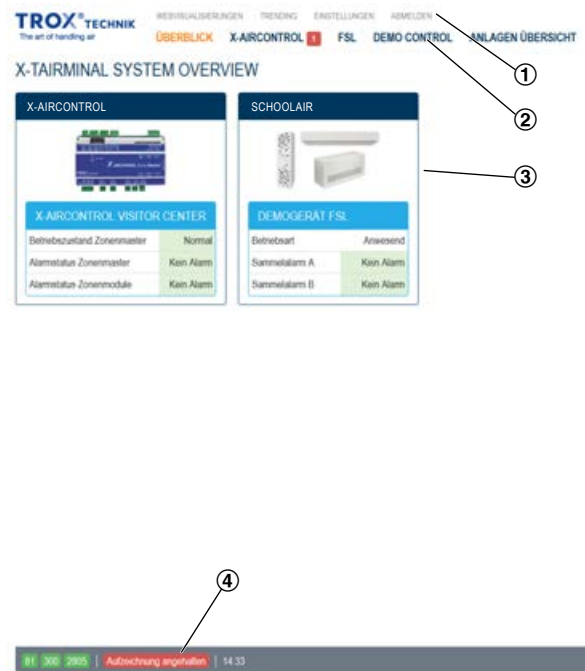 TROX® TECHNIK
The art of handling air
WEBVISUALISIERUNGEN TRENDING EINSTELLUNGEN ABMELDEN
ÜBERBLICK X-AIRCONTROL 1 FSL DEMO CONTROL ANLAGEN ÜBERSICHT
1
2
X-TAIRMINAL SYSTEM OVERVIEW
X-AIRCONTROL
SCHOOLAIR
3
X-AIRCONTROL VISITOR CENTER
Betriebszustand Zonenmaster Normal
Alarmstatus Zonenmaster Kein Alarm
Alarmstatus Zonenmodule Kein Alarm
DEMOGERÄT FSL
Betriebsart Anwesend
Sammelalarm A Kein Alarm
Sammelalarm B Kein Alarm
4
81 300 2805 | Aufzeichnung angehalten | 14:33